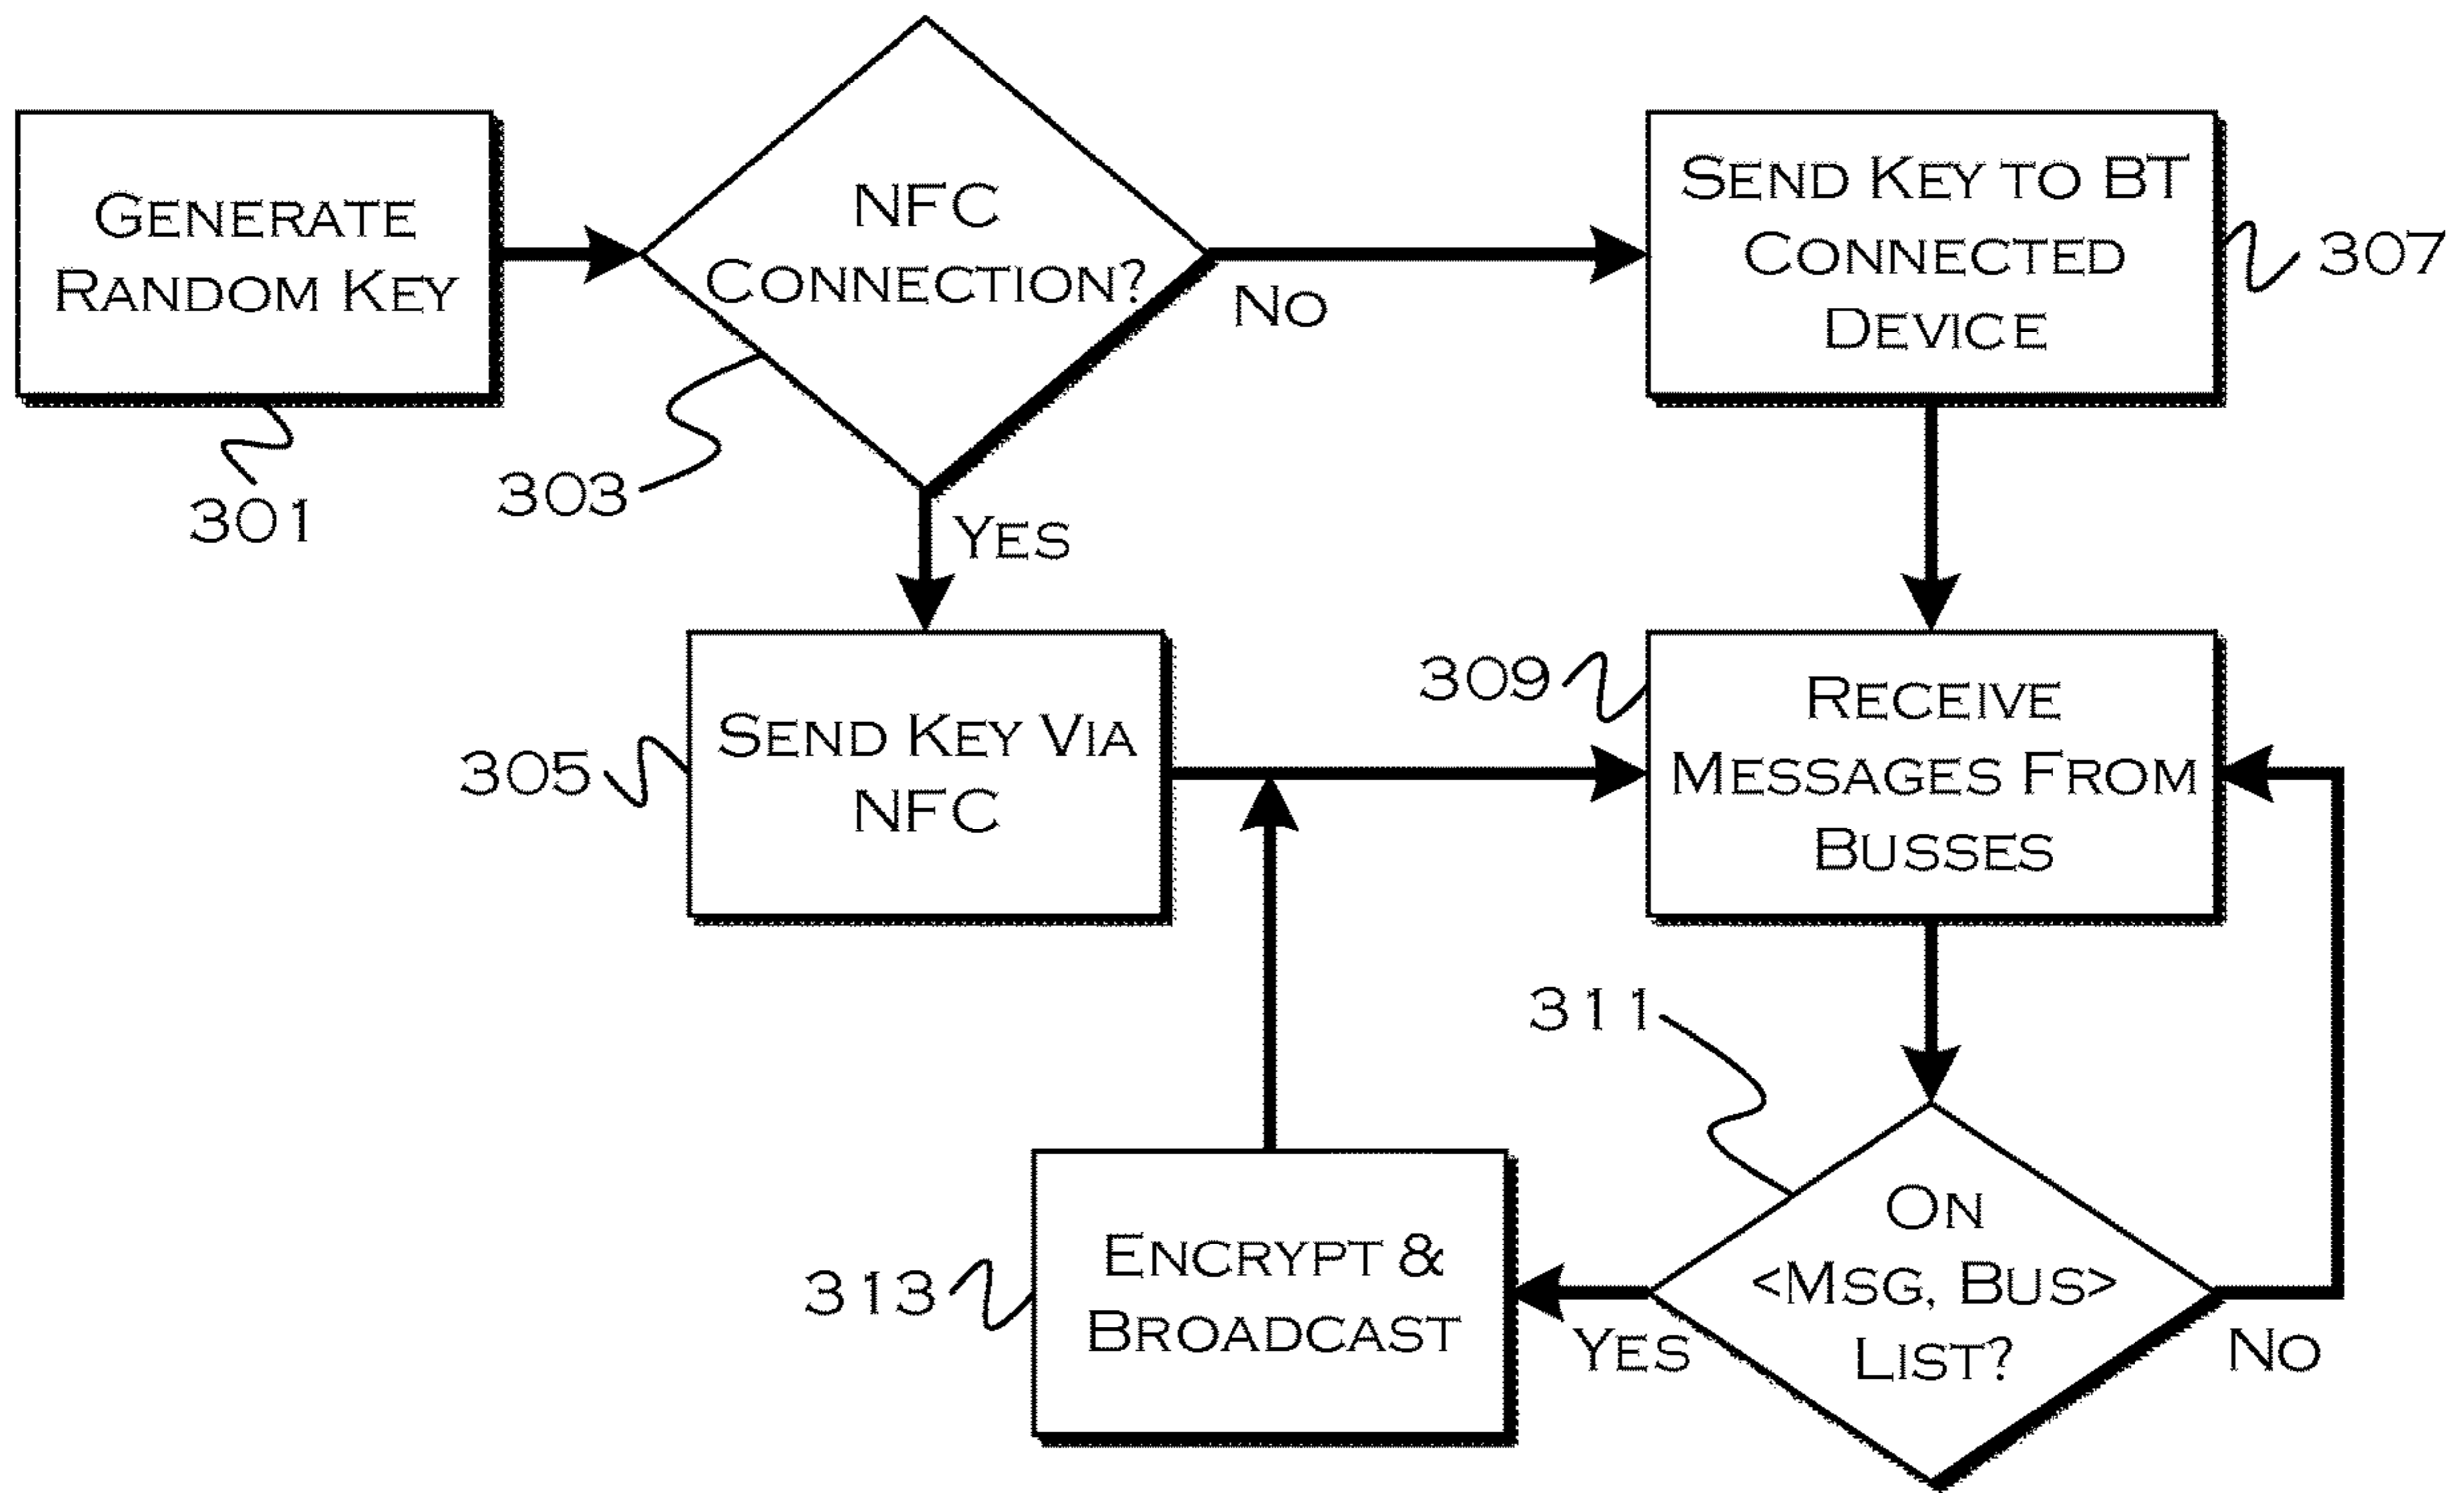 GENERATE
RANDOM KEY
301
NFC
CONNECTION?
303
NO
YES
SEND KEY TO BT
CONNECTED
DEVICE
307
SEND KEY VIA
NFC
305
309
RECEIVE
MESSAGES FROM
BUSSES
311
ON
<MSG, BUS>
LIST?
YES
NO
ENCRYPT &
BROADCAST
313